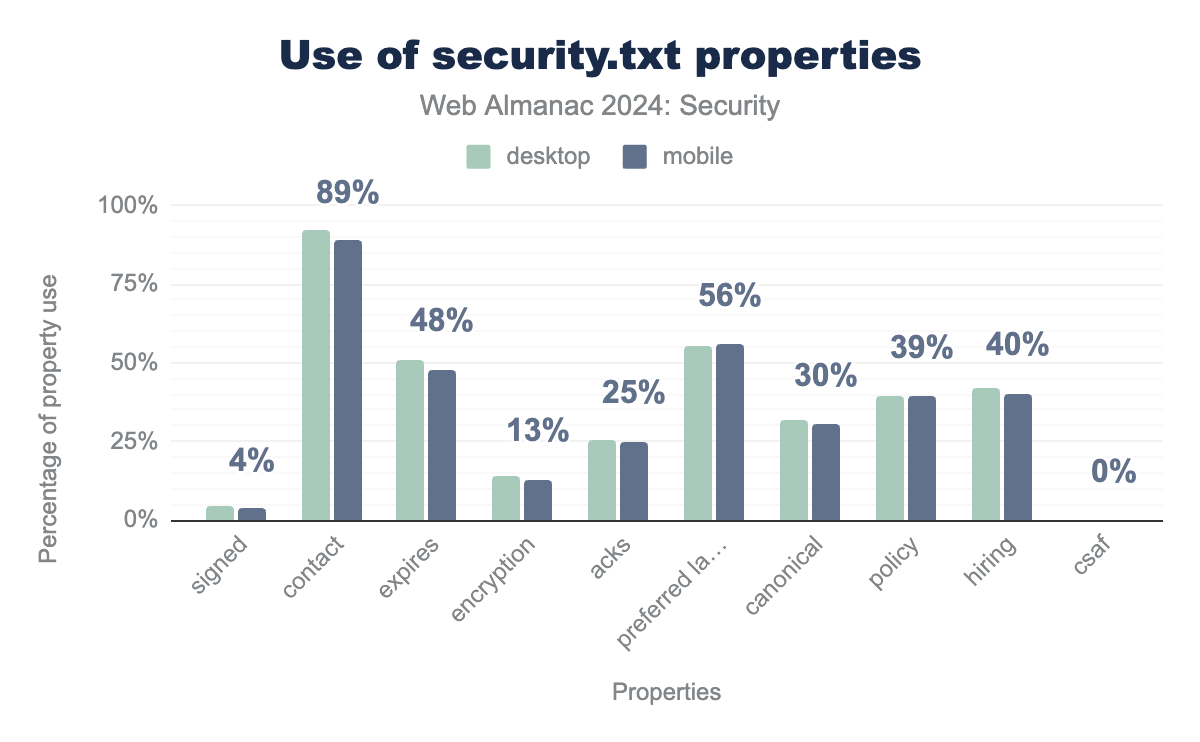 Use of security.txt properties
Web Almanac 2024: Security
desktop
mobile
Percentage of property use
100%
75%
50%
25%
0%
4%
89%
48%
13%
25%
56%
30%
39%
40%
0%
signed
contact
expires
encryption
acks
preferred la…
canonical
policy
hiring
csaf
Properties